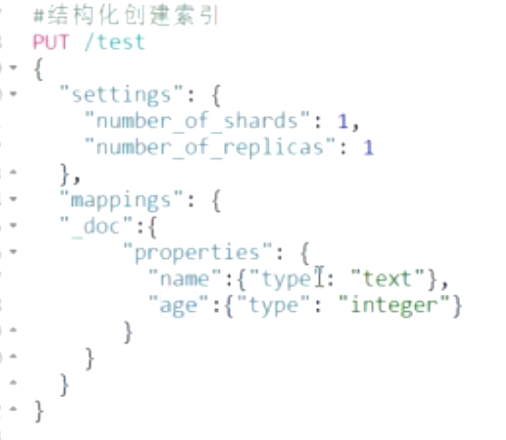 #结构化创建索引
PUT /test
{
"settings": {
"number_of_shards": 1,
"number_of_replicas": 1
},
"mappings": {
"_doc":{
"properties": {
"name":{"type": "text"},
"age":{"type": "integer"}
}
}
}
}